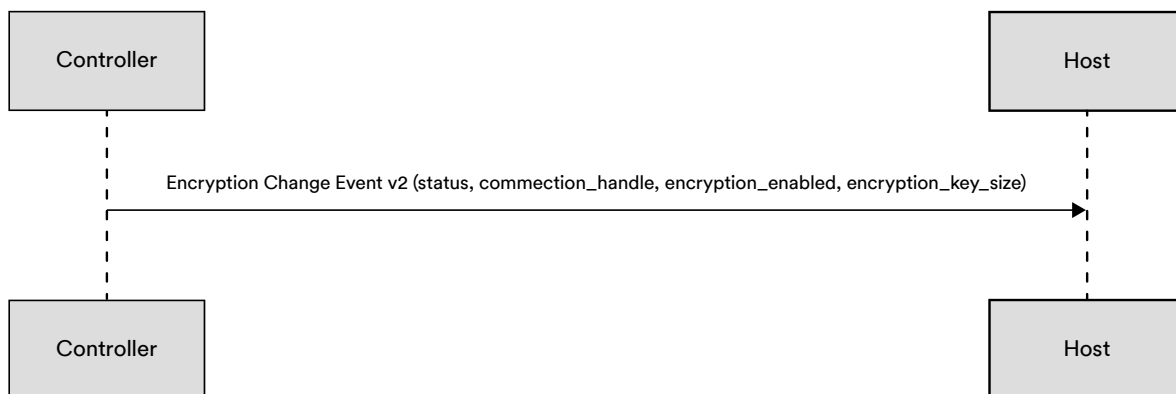 Controller
Host
Encryption Change Event v2 (status, commection_handle, encryption_enabled, encryption_key_size)
Controller
Host